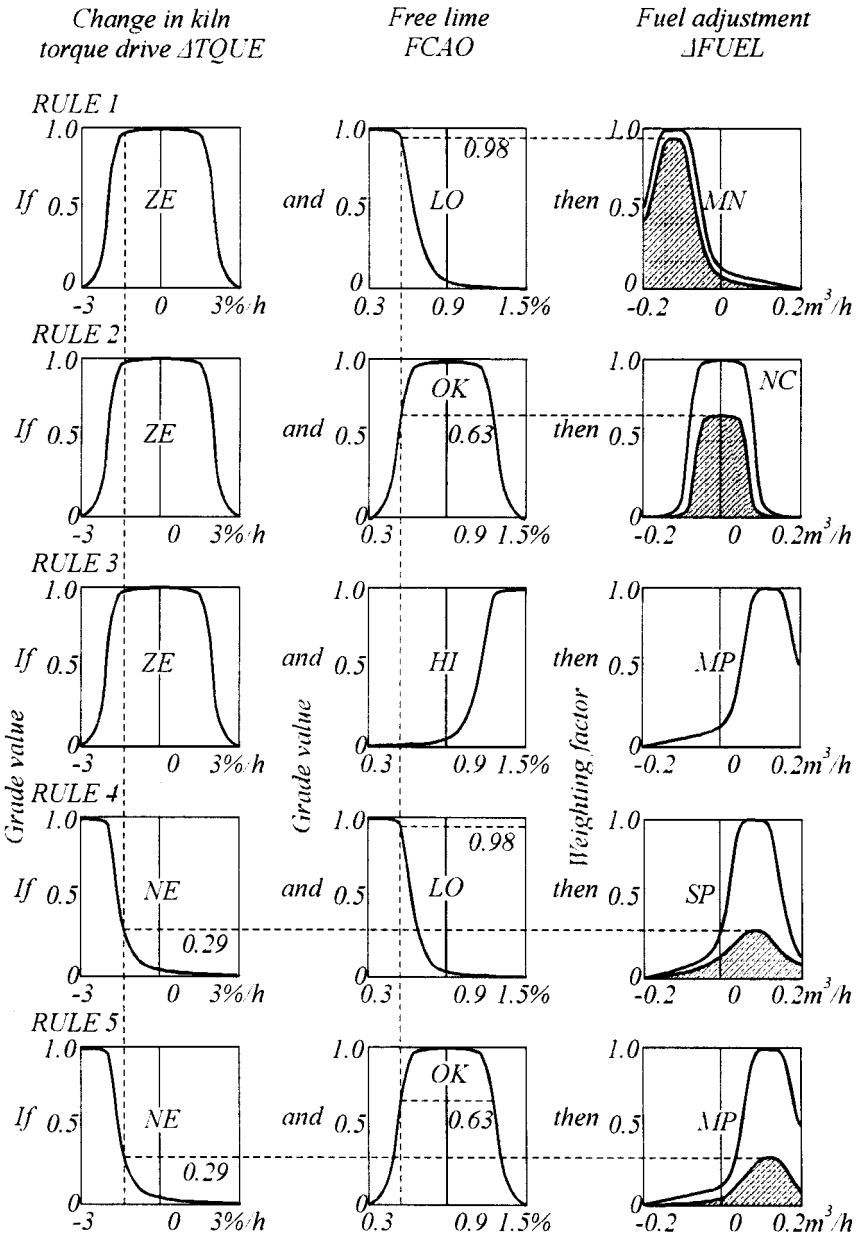 Change in kiln Free lime Fuel adjustment
torque drive ΔTQUE FCAO ΔFUEL
RULE 1
1.0 1.0 0.98 1.0
If 0.5 ZE and 0.5 LO then 0.5 MN
0 0 0
-3 0 3%/h 0.3 0.9 1.5% -0.2 0 0.2m³/h
RULE 2
1.0 1.0 OK 1.0 NC
If 0.5 ZE and 0.5 0.63 then 0.5
0 0 0
-3 0 3%/h 0.3 0.9 1.5% -0.2 0 0.2m³/h
RULE 3
1.0 1.0 1.0
If 0.5 ZE and 0.5 HI then 0.5 MP
0 0 0
-3 0 3%/h 0.3 0.9 1.5% -0.2 0 0.2m³/h
Grade value Grade value Weighting factor
RULE 4
1.0 1.0 0.98 1.0
If 0.5 NE and 0.5 LO then 0.5 SP
0.29
0 0 0
-3 0 3%/h 0.3 0.9 1.5% -0.2 0 0.2m³/h
RULE 5
1.0 1.0 OK 1.0
If 0.5 NE and 0.5 0.63 then 0.5 MP
0.29
0 0 0
-3 0 3%/h 0.3 0.9 1.5% -0.2 0 0.2m³/h